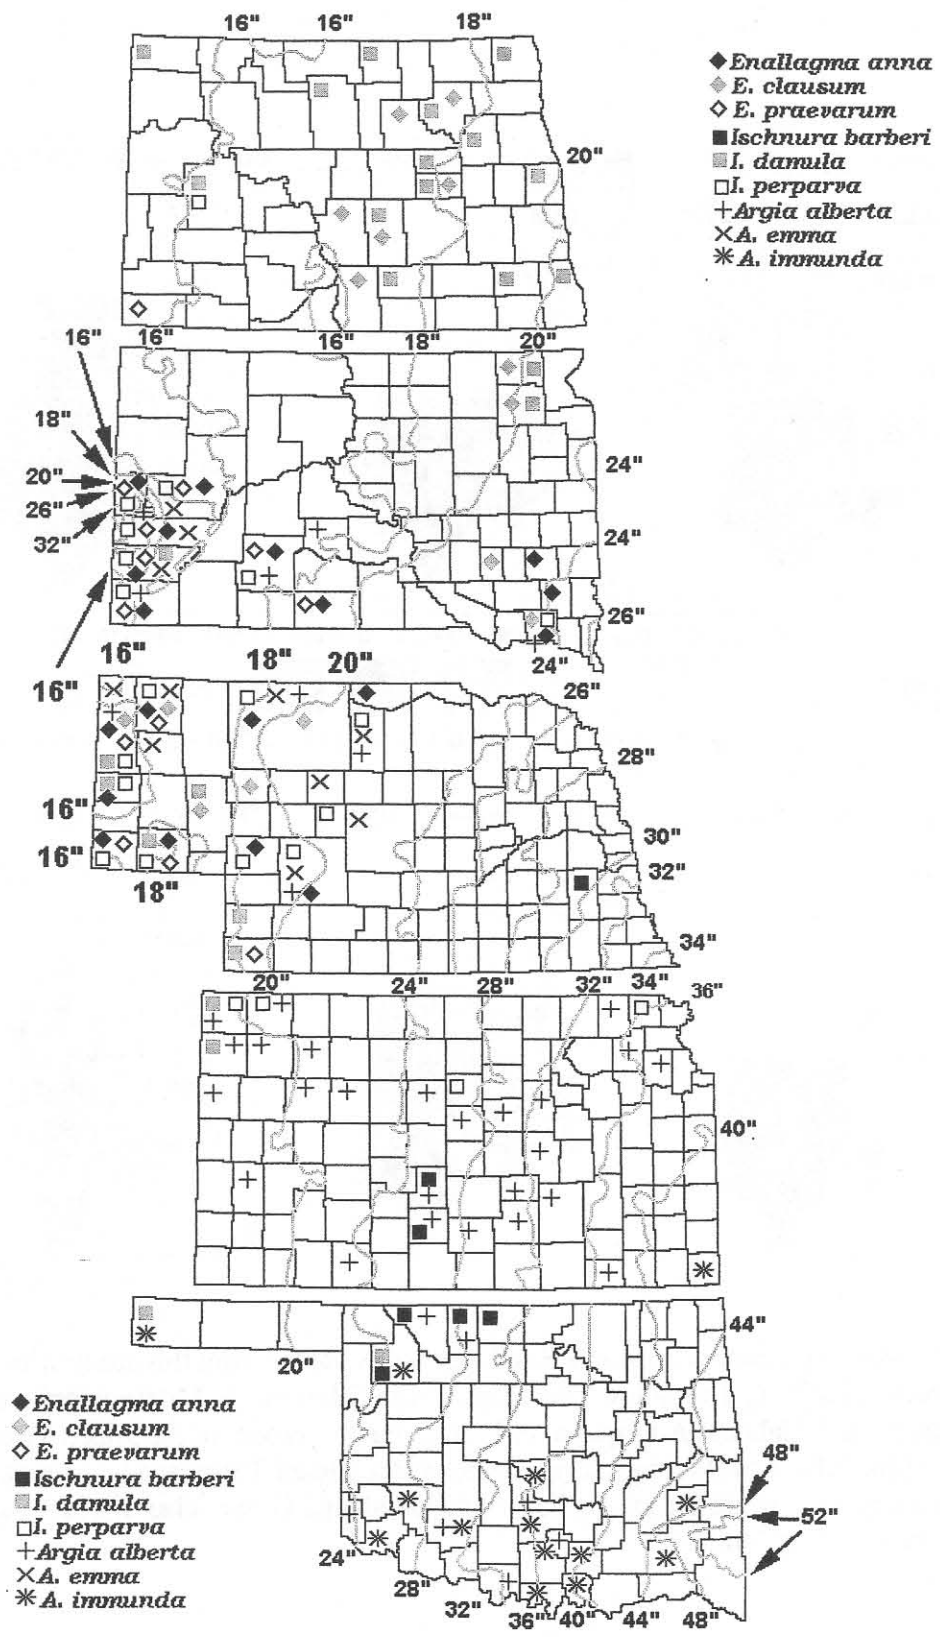 16" 16" 18"
◆ Enallagma anna
◆ E. clausum
◇ E. praevarum
■ Ischnura barberi
■ I. damula
□ I. perparva
+ Argia alberta
× A. emma
✳ A. immunda
20"
16" 16" 16" 18" 20"
18"
24"
20"
26"
32"
24"
26"
16" 16" 18" 20" 24"
26"
28"
16"
30"
16"
32"
18"
34"
20" 24" 28" 32" 34" 36"
40"
44"
20"
◆ Enallagma anna
◆ E. clausum
◇ E. praevarum
■ Ischnura barberi
■ I. damula
□ I. perparva
+ Argia alberta
× A. emma
✳ A. immunda
48"
52"
24"
28"
32" 36" 40" 44" 48"